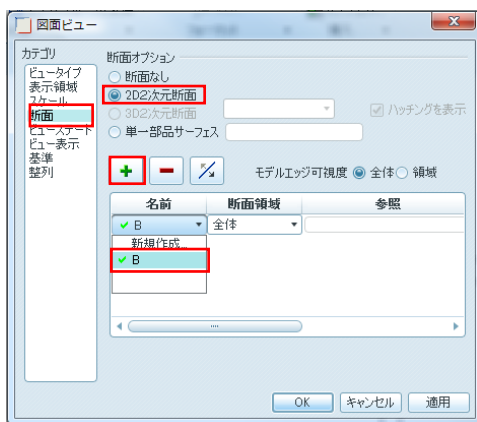 図面ビュー
カテゴリ
ビュータイプ
表示領域
スケール
断面
ビューステート
ビュー表示
基準
整列
断面オプション
断面なし
2D2次元断面
3D2次元断面
ハッチングを表示
単一部品サーフェス
モデルエッジ可視度 全体 領域
名前 断面領域 参照
B 全体
新規作成...
B
OK キャンセル 適用